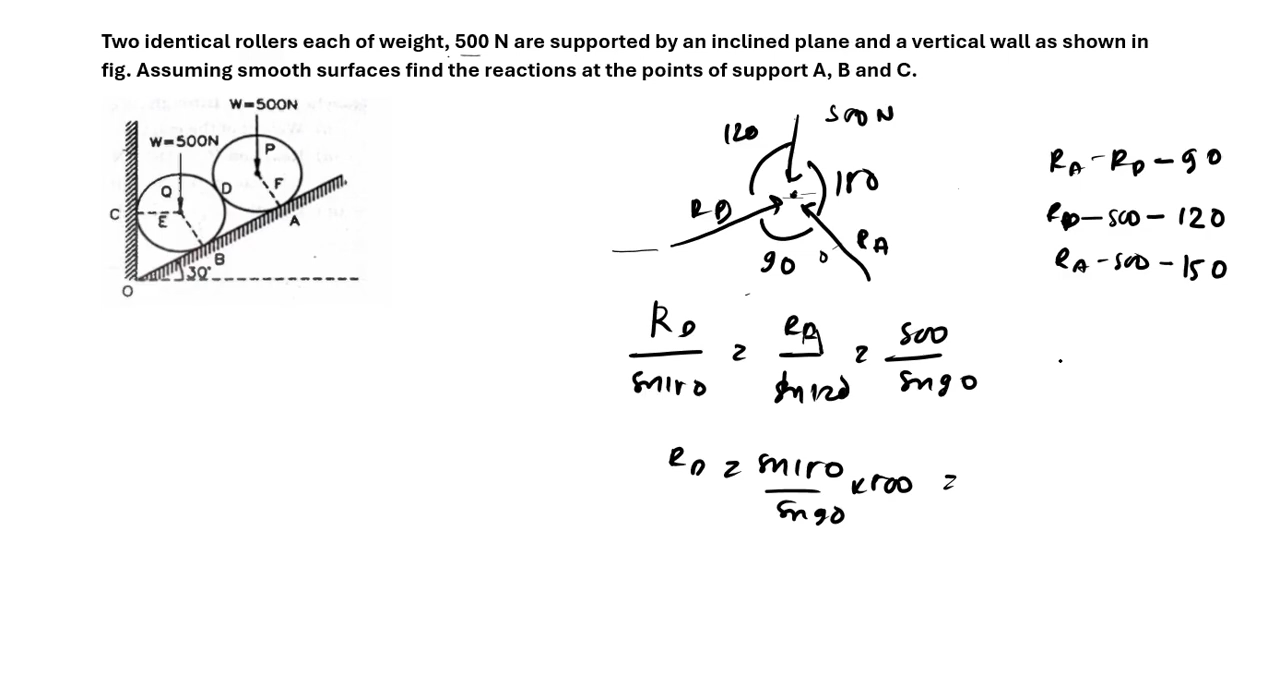 Two identical rollers each of weight, 500 N are supported by an inclined plane and a vertical wall as shown in
fig. Assuming smooth surfaces find the reactions at the points of support A, B and C.
W=500N
W=500N
P
Q
D
F
C
E
A
B
30°
O
500 N
120
150
RD
RA
90
RA - RD - 90
RD - 500 - 120
RA - 500 - 150
RD = RA = 500
sin150 sin120 sin90
RD = sin150 x 500 =
sin90